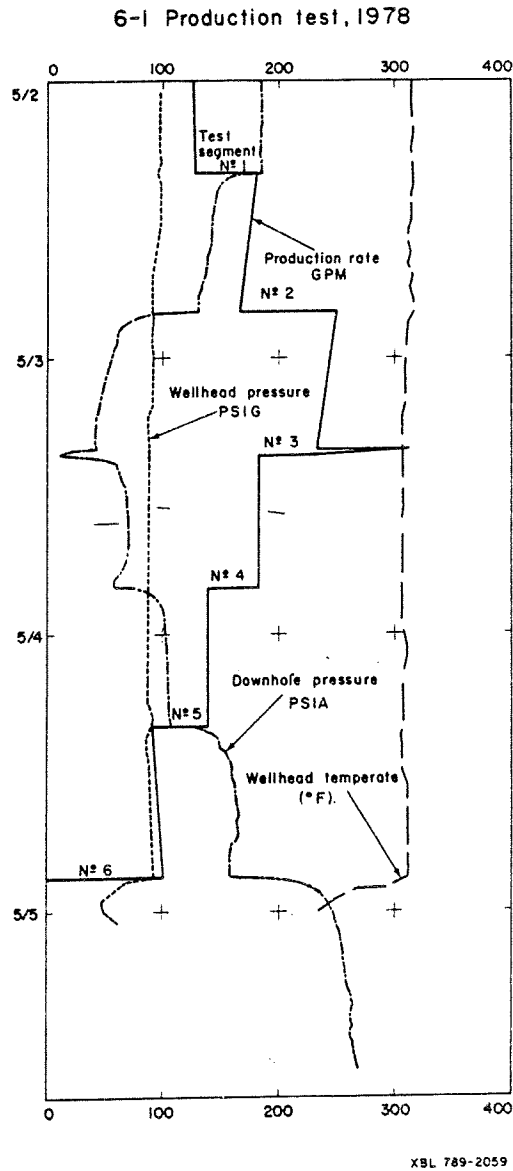 6-1 Production test, 1978
0 100 200 300 400
5/2
Test
segment
Nº 1
Production rate
GPM
Nº 2
5/3
Wellhead pressure
PSIG
Nº 3
Nº 4
5/4
Downhole pressure
PSIA
Nº 5
Wellhead temperate
(°F).
Nº 6
5/5
0 100 200 300 400
XBL 789-2059